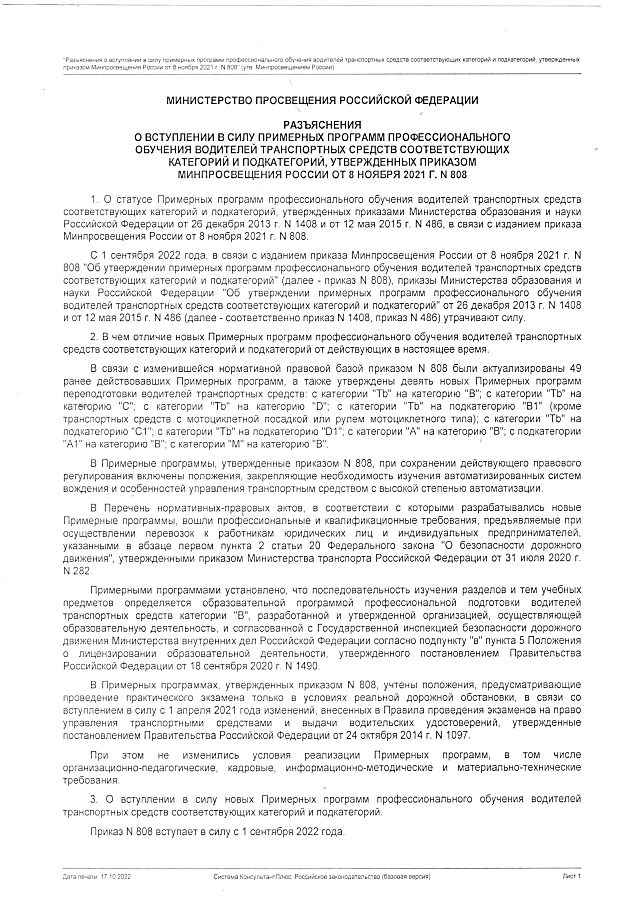 "Разъяснения о вступлении в силу примерных программ профессионального обучения водителей транспортных средств соответствующих категорий и подкатегорий, утвержденных
приказом Минпросвещения России от 8 ноября 2021 г. N 808" (утв. Минпросвещением России)
МИНИСТЕРСТВО ПРОСВЕЩЕНИЯ РОССИЙСКОЙ ФЕДЕРАЦИИ
РАЗЪЯСНЕНИЯ
О ВСТУПЛЕНИИ В СИЛУ ПРИМЕРНЫХ ПРОГРАММ ПРОФЕССИОНАЛЬНОГО
ОБУЧЕНИЯ ВОДИТЕЛЕЙ ТРАНСПОРТНЫХ СРЕДСТВ СООТВЕТСТВУЮЩИХ
КАТЕГОРИЙ И ПОДКАТЕГОРИЙ, УТВЕРЖДЕННЫХ ПРИКАЗОМ
МИНПРОСВЕЩЕНИЯ РОССИИ ОТ 8 НОЯБРЯ 2021 Г. N 808
1. О статусе Примерных программ профессионального обучения водителей транспортных средств
соответствующих категорий и подкатегорий, утвержденных приказами Министерства образования и науки
Российской Федерации от 26 декабря 2013 г. N 1408 и от 12 мая 2015 г. N 486, в связи с изданием приказа
Минпросвещения России от 8 ноября 2021 г. N 808.
С 1 сентября 2022 года, в связи с изданием приказа Минпросвещения России от 8 ноября 2021 г. N
808 "Об утверждении примерных программ профессионального обучения водителей транспортных средств
соответствующих категорий и подкатегорий" (далее - приказ N 808), приказы Министерства образования и
науки Российской Федерации "Об утверждении примерных программ профессионального обучения
водителей транспортных средств соответствующих категорий и подкатегорий" от 26 декабря 2013 г. N 1408
и от 12 мая 2015 г. N 486 (далее - соответственно приказ N 1408, приказ N 486) утрачивают силу.
2. В чем отличие новых Примерных программ профессионального обучения водителей транспортных
средств соответствующих категорий и подкатегорий от действующих в настоящее время.
В связи с изменившейся нормативной правовой базой приказом N 808 были актуализированы 49
ранее действовавших Примерных программ, а также утверждены девять новых Примерных программ
переподготовки водителей транспортных средств: с категории "Tb" на категорию "B"; с категории "Tb" на
категорию "C"; с категории "Tb" на категорию "D"; с категории "Tb" на подкатегорию "B1" (кроме
транспортных средств с мотоциклетной посадкой или рулем мотоциклетного типа); с категории "Tb" на
подкатегорию "C1"; с категории "Tb" на подкатегорию "D1"; с категории "A" на категорию "B"; с подкатегории
"A1" на категорию "B"; с категории "M" на категорию "B".
В Примерные программы, утвержденные приказом N 808, при сохранении действующего правового
регулирования включены положения, закрепляющие необходимость изучения автоматизированных систем
вождения и особенностей управления транспортным средством с высокой степенью автоматизации.
В Перечень нормативных-правовых актов, в соответствии с которыми разрабатывались новые
Примерные программы, вошли профессиональные и квалификационные требования, предъявляемые при
осуществлении перевозок к работникам юридических лиц и индивидуальных предпринимателей,
указанными в абзаце первом пункта 2 статьи 20 Федерального закона "О безопасности дорожного
движения", утвержденными приказом Министерства транспорта Российской Федерации от 31 июля 2020 г.
N 282.
Примерными программами установлено, что последовательность изучения разделов и тем учебных
предметов определяется образовательной программой профессиональной подготовки водителей
транспортных средств категории "B", разработанной и утвержденной организацией, осуществляющей
образовательную деятельность, и согласованной с Государственной инспекцией безопасности дорожного
движения Министерства внутренних дел Российской Федерации согласно подпункту "в" пункта 5 Положения
о лицензировании образовательной деятельности, утвержденного постановлением Правительства
Российской Федерации от 18 сентября 2020 г. N 1490.
В Примерных программах, утвержденных приказом N 808, учтены положения, предусматривающие
проведение практического экзамена только в условиях реальной дорожной обстановки, в связи со
вступлением в силу с 1 апреля 2021 года изменений, внесенных в Правила проведения экзаменов на право
управления транспортными средствами и выдачи водительских удостоверений, утвержденные
постановлением Правительства Российской Федерации от 24 октября 2014 г. N 1097.
При этом не изменились условия реализации Примерных программ, в том числе
организационно-педагогические, кадровые, информационно-методические и материально-технические
требования.
3. О вступлении в силу новых Примерных программ профессионального обучения водителей
транспортных средств соответствующих категорий и подкатегорий.
Приказ N 808 вступает в силу с 1 сентября 2022 года.
Дата печати: 17.10.2022 Система КонсультантПлюс: Российское законодательство (базовая версия) Лист 1